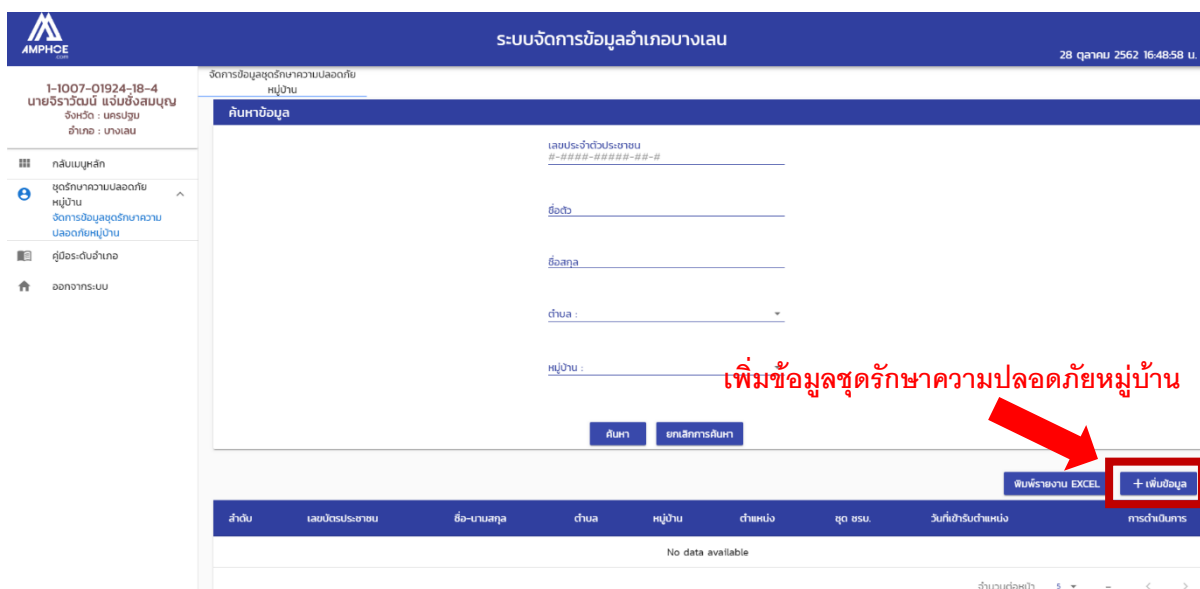 AMPHOE
.com
ระบบจัดการข้อมูลอำเภอบางเลน
28 ตุลาคม 2562 16:48:58 น.
1-1007-01924-18-4
นายจิราวัฒน์ แจ่มชั่งสมบุญ
จังหวัด : นครปฐม
อำเภอ : บางเลน
กลับเมนูหลัก
ชุดรักษาความปลอดภัย
หมู่บ้าน
จัดการข้อมูลชุดรักษาความ
ปลอดภัยหมู่บ้าน
คู่มือระดับอำเภอ
ออกจากระบบ
จัดการข้อมูลชุดรักษาความปลอดภัย
หมู่บ้าน
ค้นหาข้อมูล
เลขประจำตัวประชาชน
#-####-#####-##-#
ชื่อตัว
ชื่อสกุล
ตำบล :
หมู่บ้าน :
เพิ่มข้อมูลชุดรักษาความปลอดภัยหมู่บ้าน
ค้นหา ยกเลิกการค้นหา
พิมพ์รายงาน EXCEL + เพิ่มข้อมูล
ลำดับ เลขบัตรประชาชน ชื่อ-นามสกุล ตำบล หมู่บ้าน ตำแหน่ง ชุด ชรบ. วันที่เข้ารับตำแหน่ง การดำเนินการ
No data available
จำนวนต่อหน้า 5 –